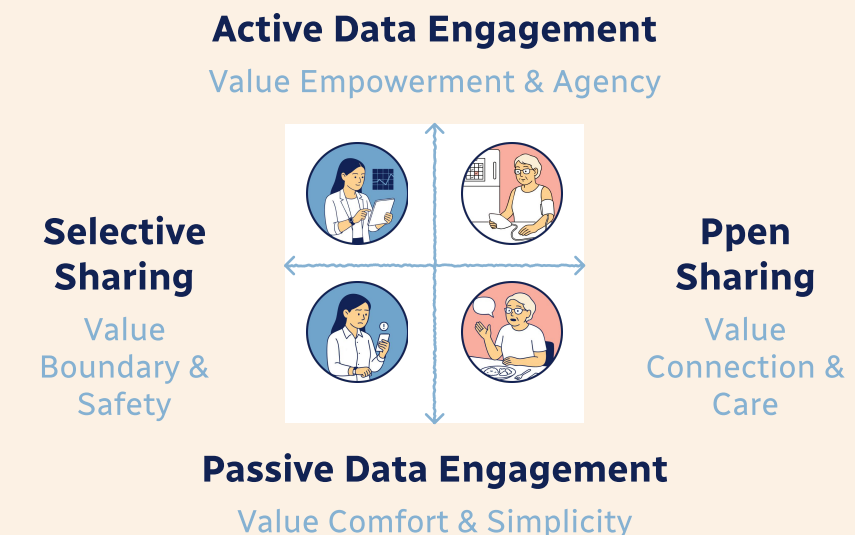 Active Data Engagement
Value Empowerment & Agency
Selective
Sharing
Value
Boundary &
Safety
Ppen
Sharing
Value
Connection &
Care
Passive Data Engagement
Value Comfort & Simplicity